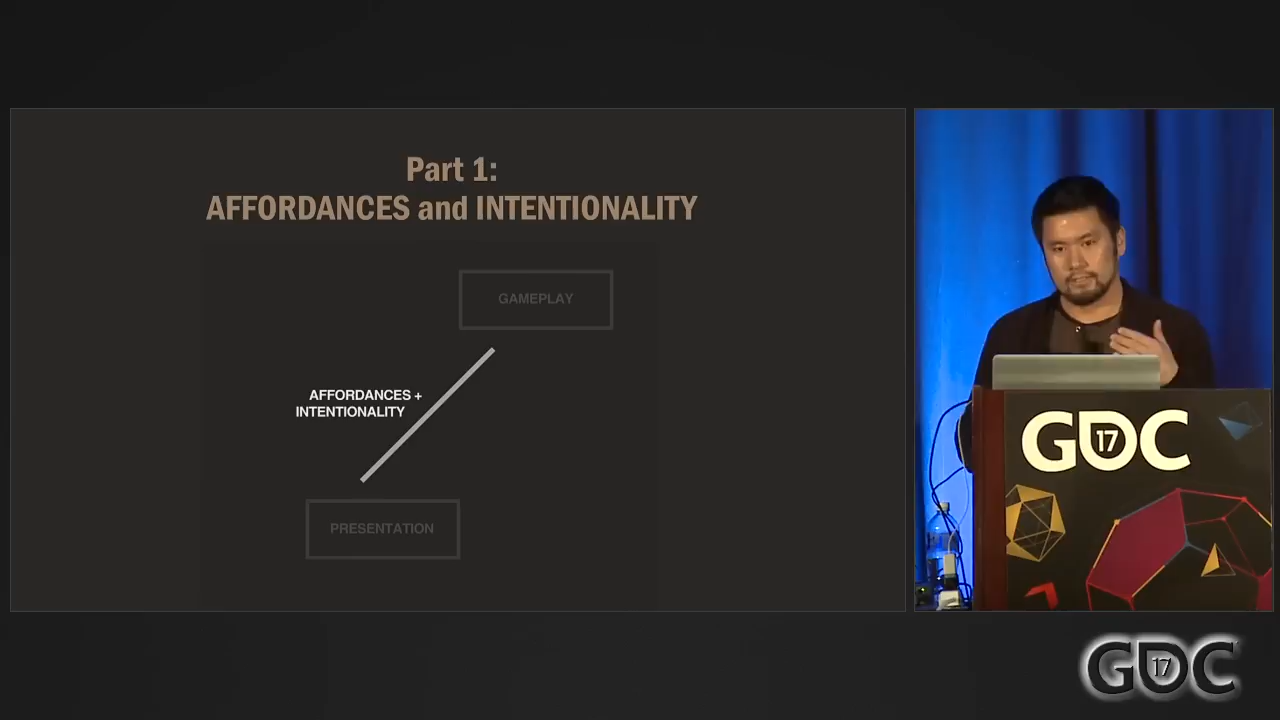 Part 1:
AFFORDANCES and INTENTIONALITY
GAMEPLAY
AFFORDANCES +
INTENTIONALITY
PRESENTATION
GDC 17
GDC 17